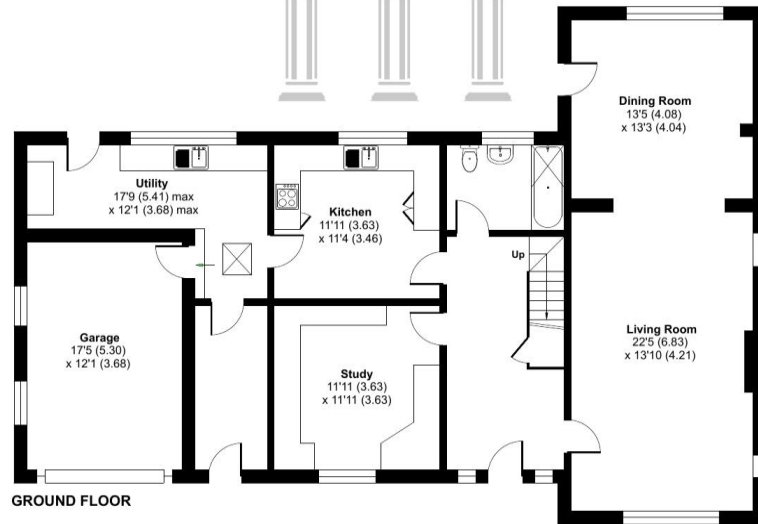 Dining Room
13'5 (4.08)
x 13'3 (4.04)
Utility
17'9 (5.41) max
x 12'1 (3.68) max
Kitchen
11'11 (3.63)
x 11'4 (3.46)
Up
Garage
17'5 (5.30)
x 12'1 (3.68)
Study
11'11 (3.63)
x 11'11 (3.63)
Living Room
22'5 (6.83)
x 13'10 (4.21)
GROUND FLOOR